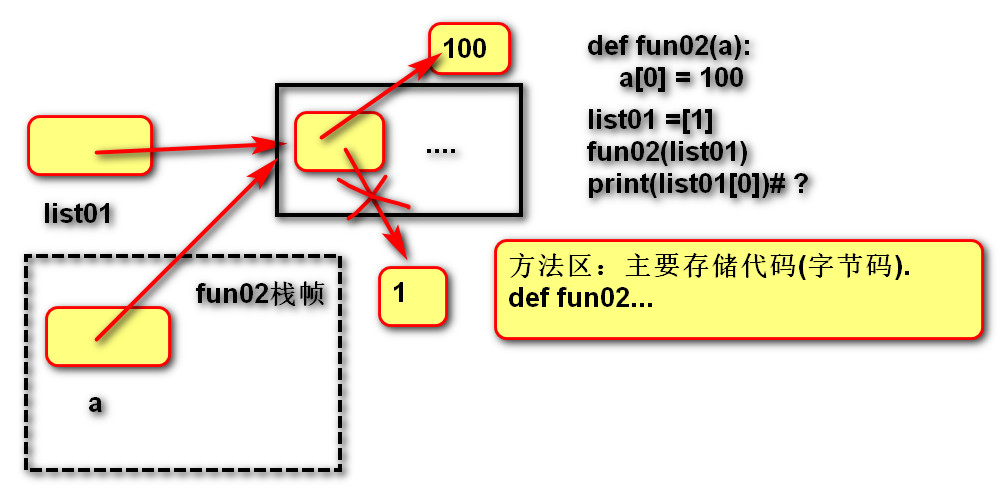 100
def fun02(a):
    a[0] = 100
list01 =[1]
fun02(list01)
print(list01[0])# ?
....
list01
fun02栈帧
1
方法区：主要存储代码(字节码).
def fun02...
a